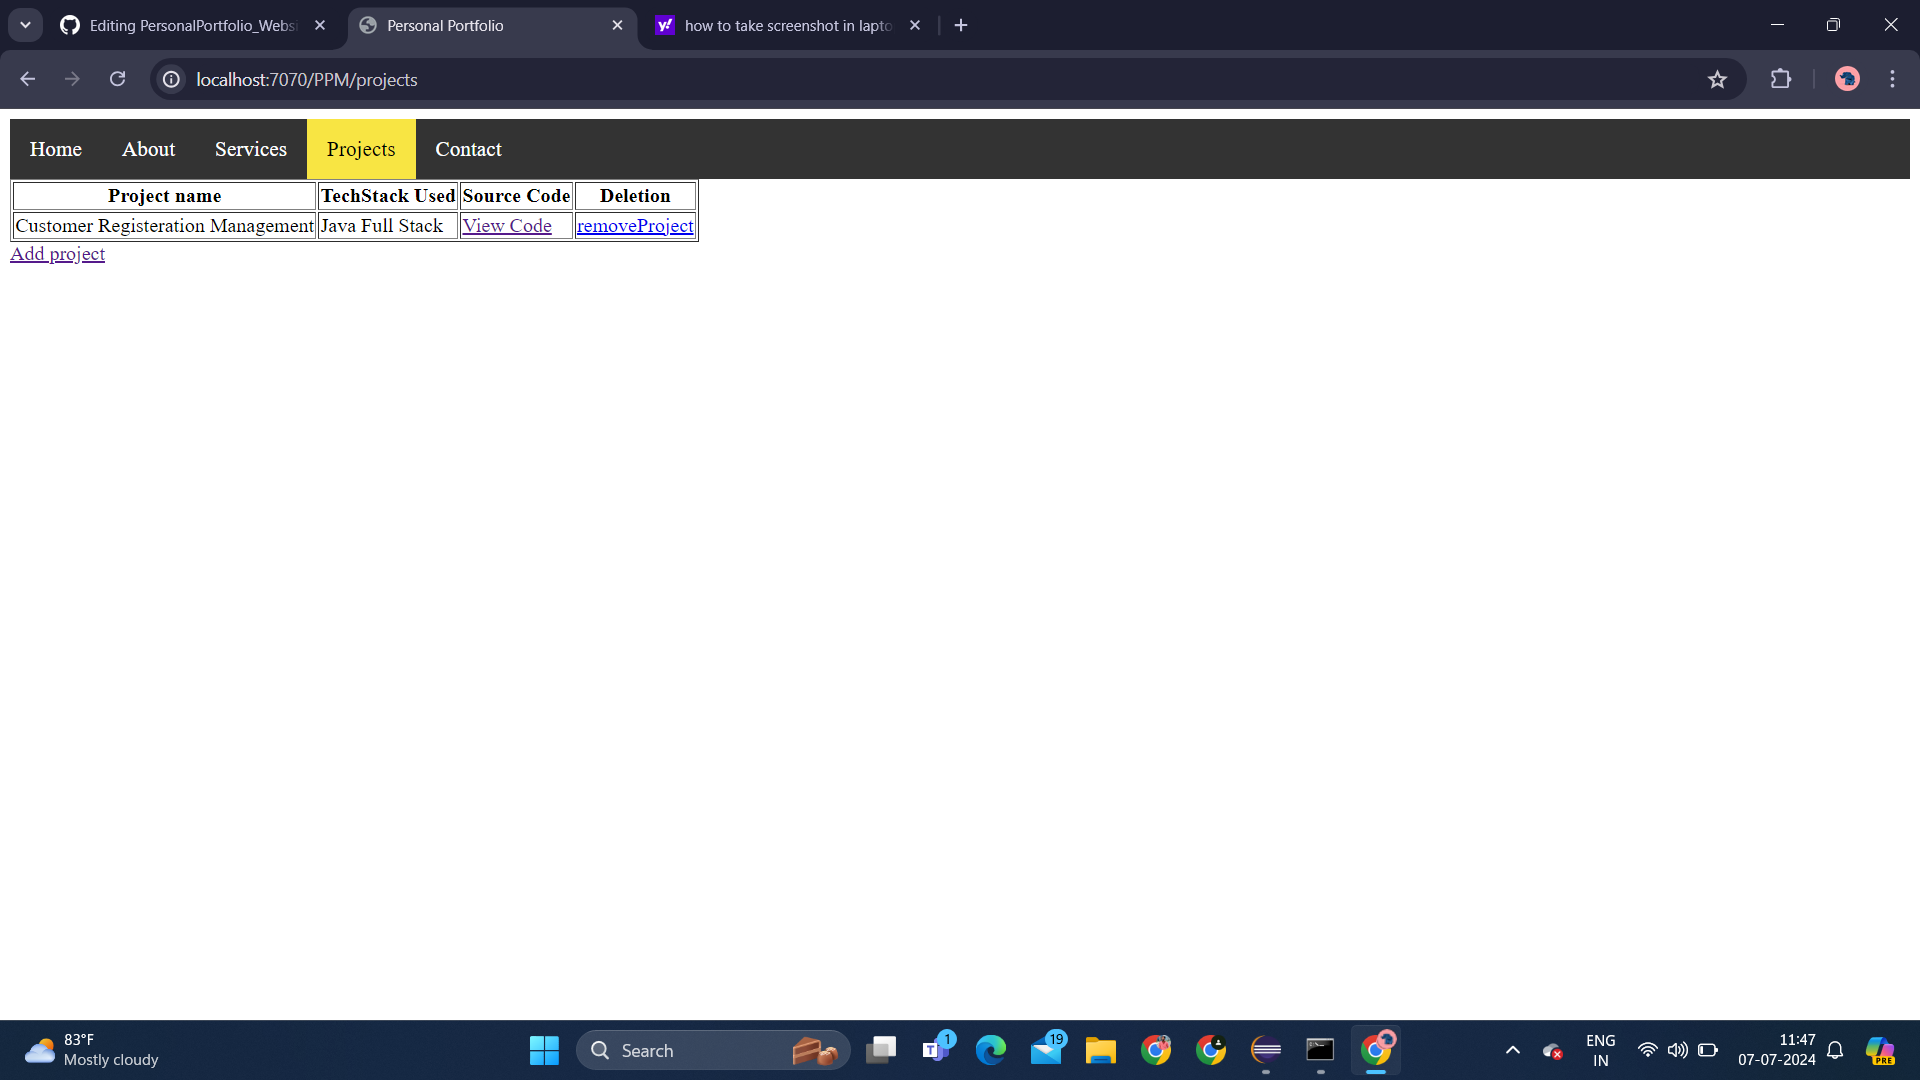 Editing PersonalPortfolio_Websi
Personal Portfolio
how to take screenshot in lapto
localhost:7070/PPM/projects
Home About Services Projects Contact
Project name TechStack Used Source Code Deletion
Customer Registeration Management Java Full Stack View Code removeProject
Add project
83°F
Mostly cloudy
Search
1
19
ENG
IN
11:47
07-07-2024
PRE